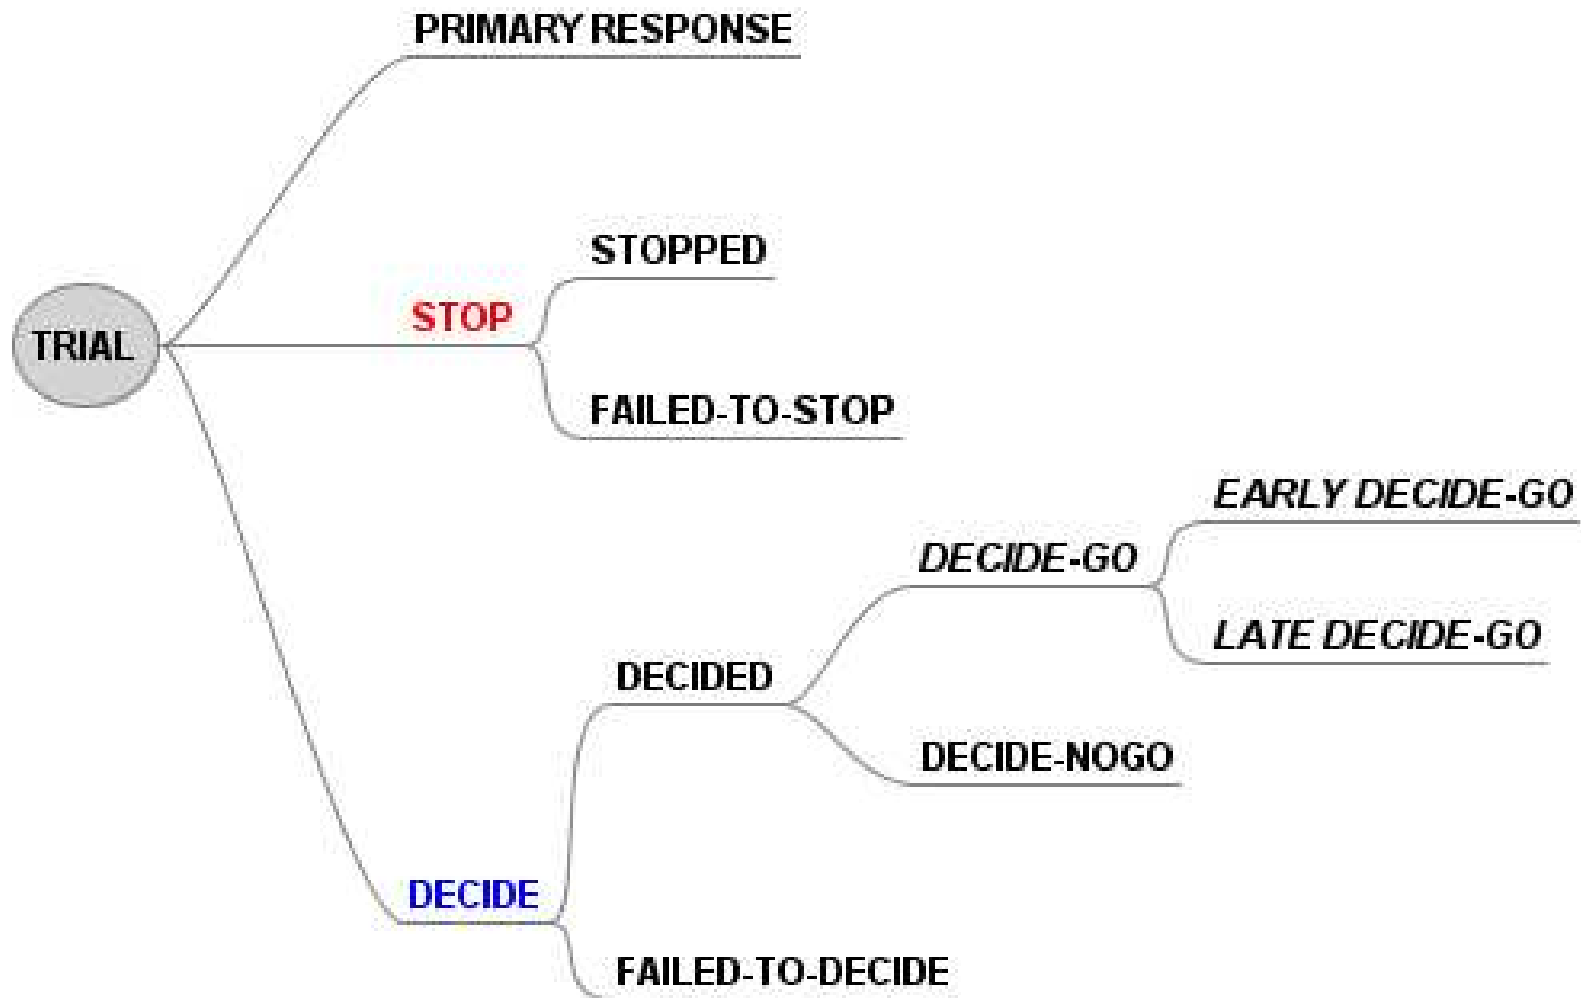 PRIMARY RESPONSE
STOPPED
STOP
TRIAL
FAILED-TO-STOP
EARLY DECIDE-GO
DECIDE-GO
LATE DECIDE-GO
DECIDED
DECIDE-NOGO
DECIDE
FAILED-TO-DECIDE